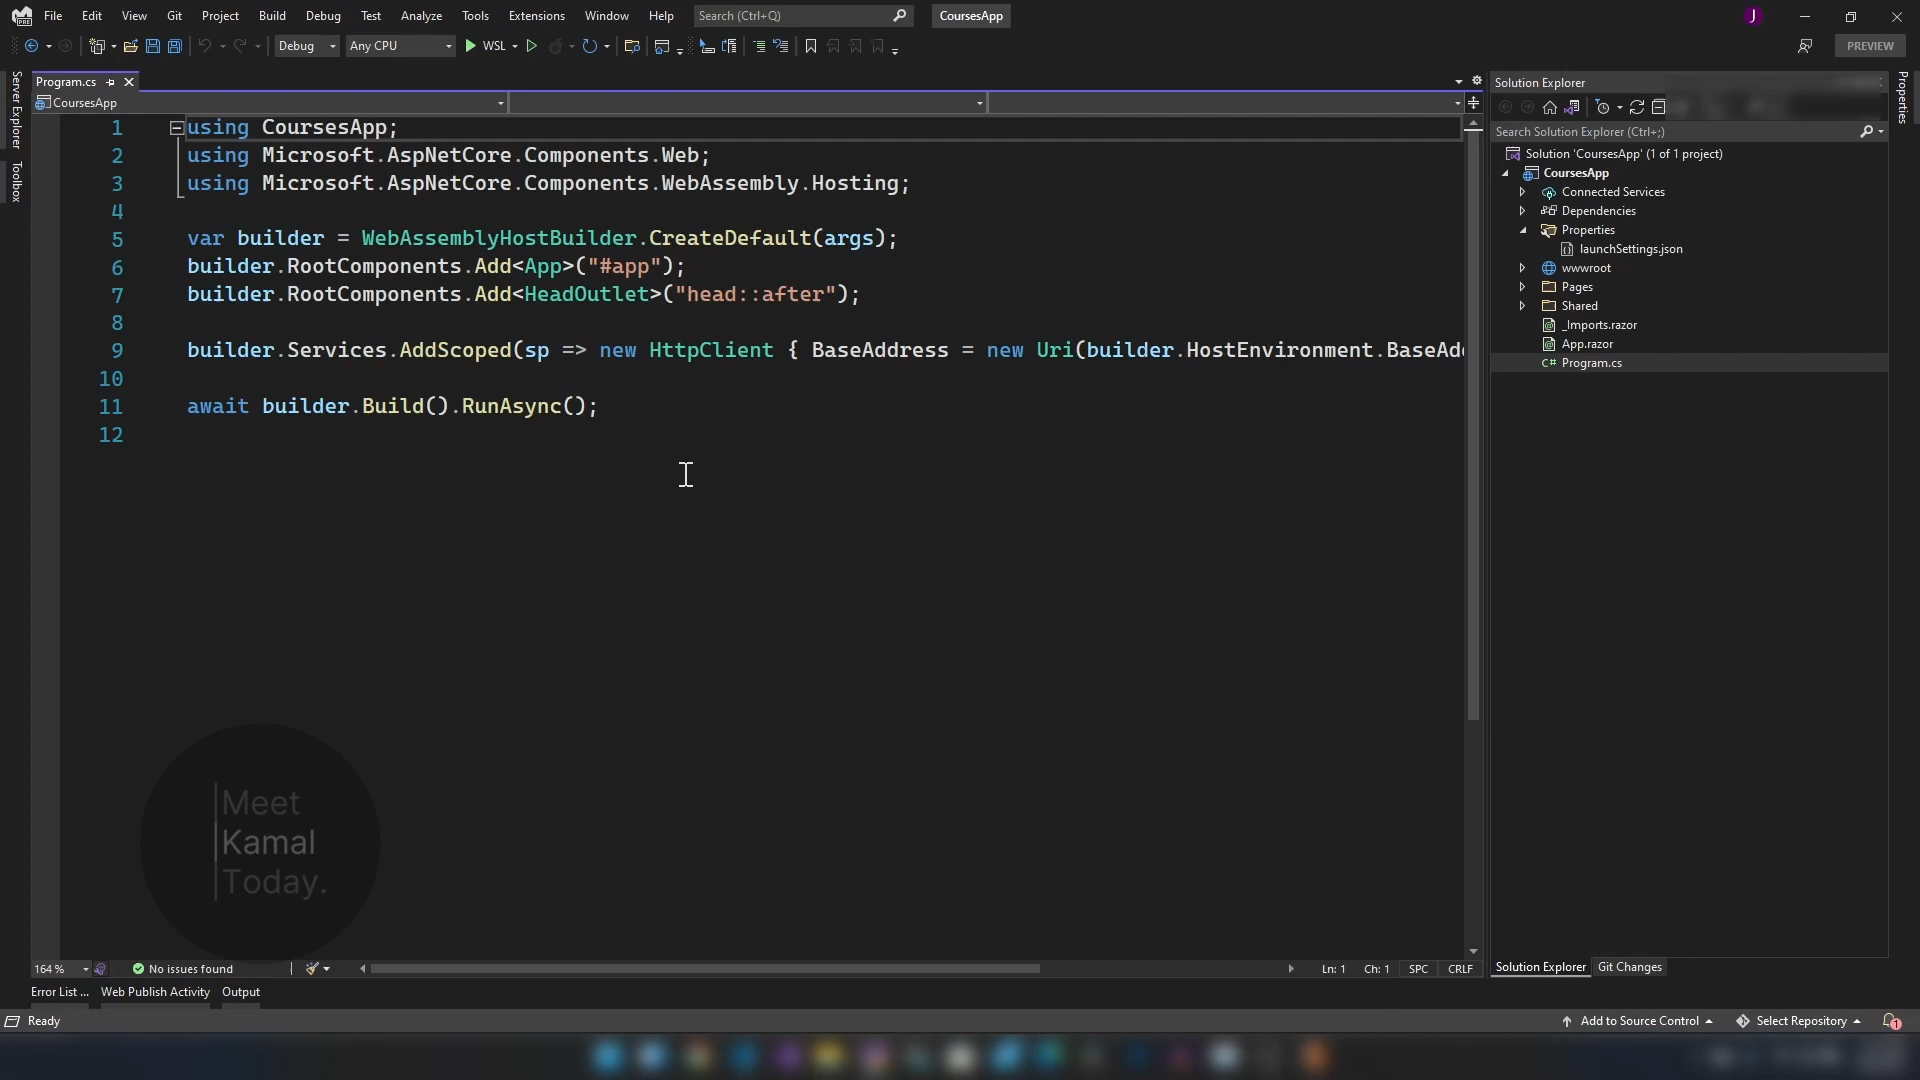 File Edit View Git Project Build Debug Test Analyze Tools Extensions Window Help Search (Ctrl+Q) CoursesApp J
Debug Any CPU WSL PREVIEW
Server Explorer
Toolbox
Program.cs
CoursesApp
1 using CoursesApp;
2 using Microsoft.AspNetCore.Components.Web;
3 using Microsoft.AspNetCore.Components.WebAssembly.Hosting;
4
5 var builder = WebAssemblyHostBuilder.CreateDefault(args);
6 builder.RootComponents.Add<App>("#app");
7 builder.RootComponents.Add<HeadOutlet>("head::after");
8
9 builder.Services.AddScoped(sp => new HttpClient { BaseAddress = new Uri(builder.HostEnvironment.BaseAdd
10
11 await builder.Build().RunAsync();
12
Meet
Kamal
Today.
164 % No issues found Ln: 1 Ch: 1 SPC CRLF
Error List ... Web Publish Activity Output
Solution Explorer
Search Solution Explorer (Ctrl+;)
Solution 'CoursesApp' (1 of 1 project)
CoursesApp
Connected Services
Dependencies
Properties
launchSettings.json
wwwroot
Pages
Shared
_Imports.razor
App.razor
C# Program.cs
Solution Explorer Git Changes
Properties
Ready Add to Source Control Select Repository 1